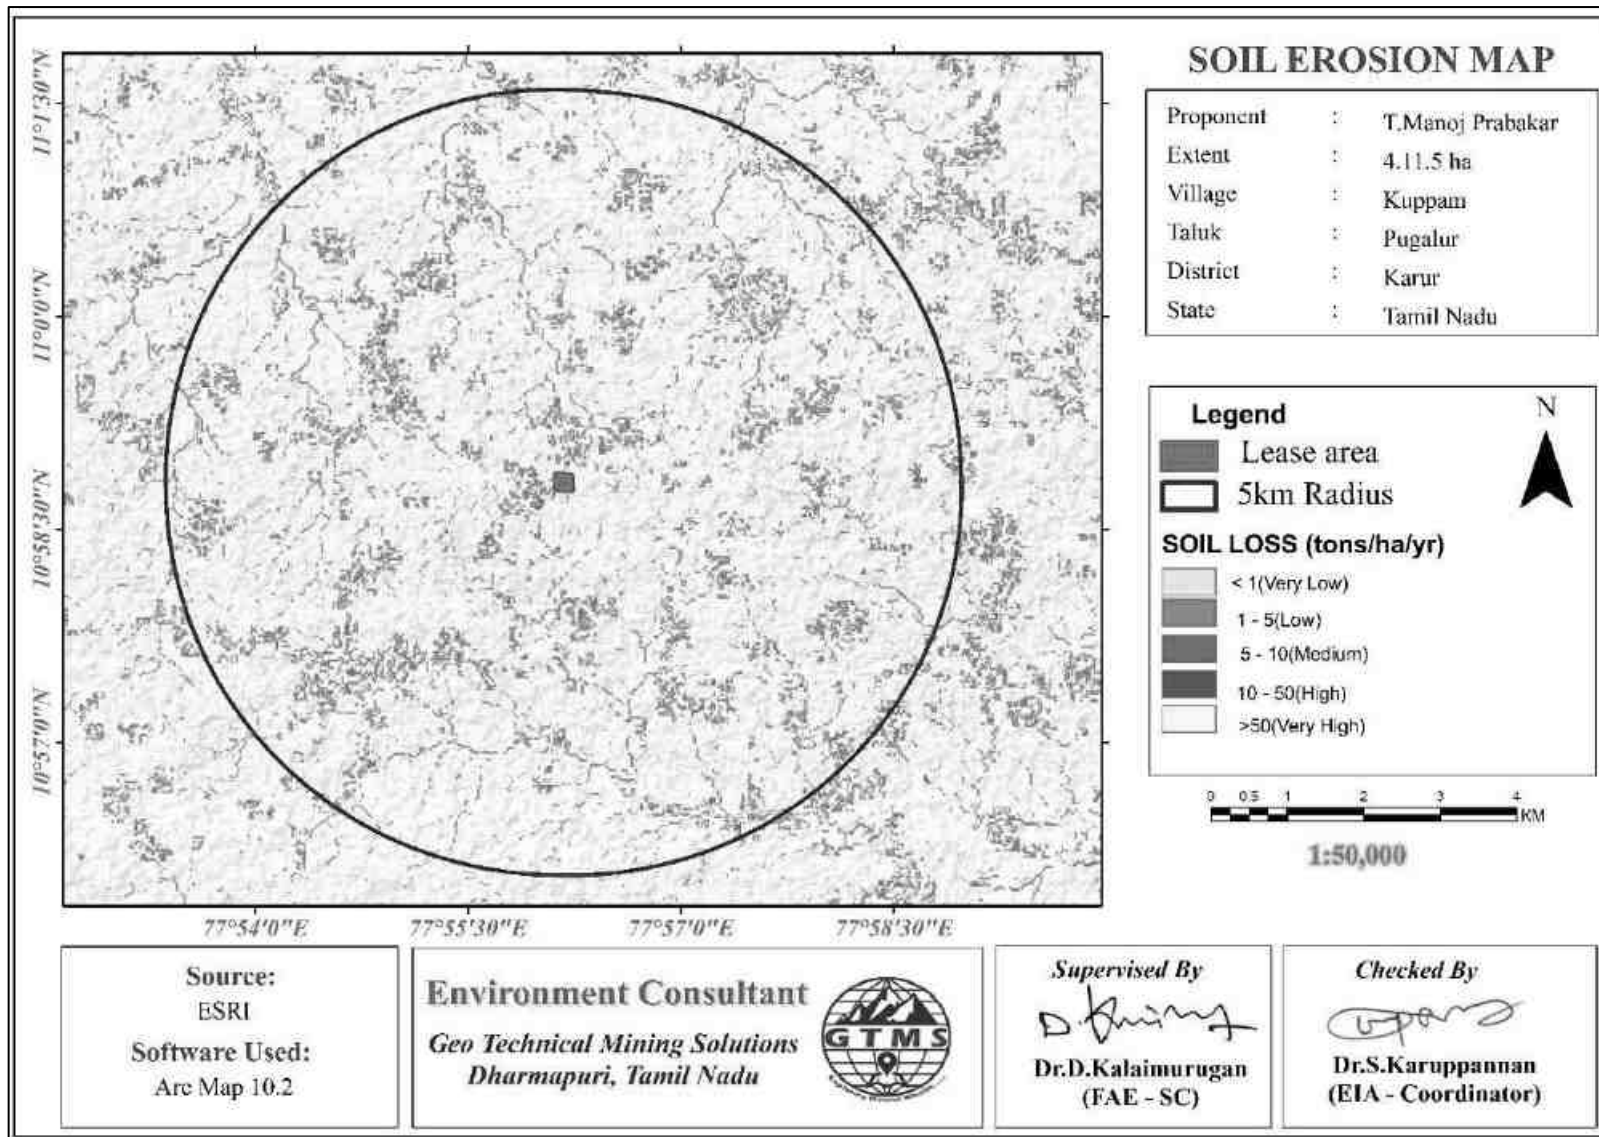 SOIL EROSION MAP
Proponent : T.Manoj Prabakar
Extent : 4.11.5 ha
Village : Kuppam
Taluk : Pugalur
District : Karur
State : Tamil Nadu
11°1'30"N
11°0'0"N
10°58'30"N
10°57'0"N
77°54'0"E
77°55'30"E
77°57'0"E
77°58'30"E
Legend
N
Lease area
5km Radius
SOIL LOSS (tons/ha/yr)
< 1(Very Low)
1 - 5(Low)
5 - 10(Medium)
10 - 50(High)
>50(Very High)
0 0.5 1 2 3 4
KM
1:50,000
Source:
ESRI
Software Used:
Arc Map 10.2
Environment Consultant
Geo Technical Mining Solutions
Dharmapuri, Tamil Nadu
GTMS
Supervised By
Dr.D.Kalaimurugan
(FAE - SC)
Checked By
Dr.S.Karuppannan
(EIA - Coordinator)